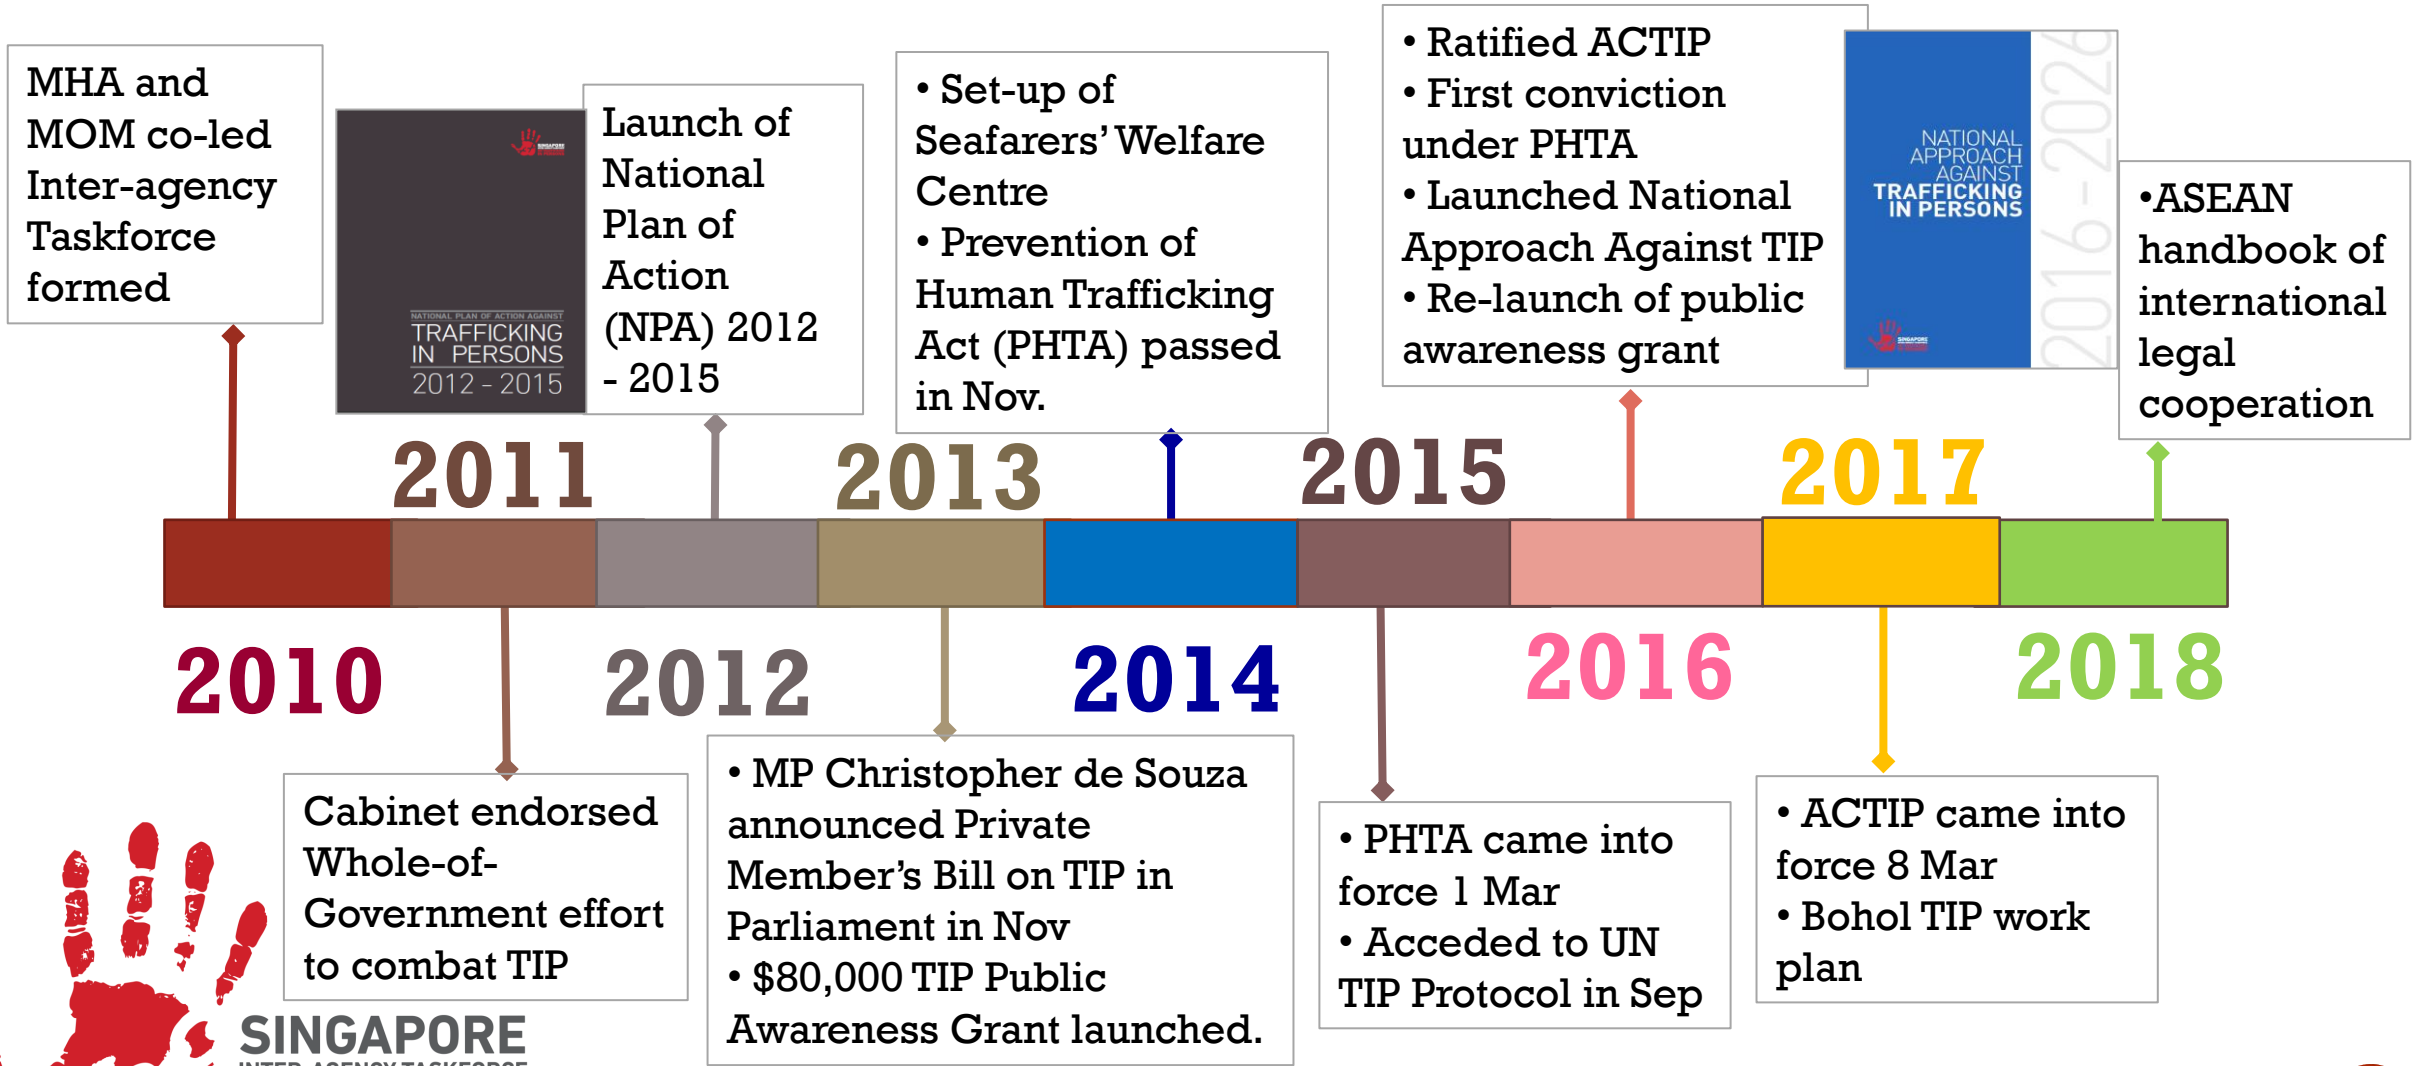 MHA and
MOM co-led
Inter-agency
Taskforce
formed
SINGAPORE
NATIONAL PLAN OF ACTION AGAINST
TRAFFICKING
IN PERSONS
2012 - 2015
Launch of
National
Plan of
Action
(NPA) 2012
- 2015
• Set-up of
Seafarers’ Welfare
Centre
• Prevention of
Human Trafficking
Act (PHTA) passed
in Nov.
• Ratified ACTIP
• First conviction
under PHTA
• Launched National
Approach Against TIP
• Re-launch of public
awareness grant
NATIONAL
APPROACH
AGAINST
TRAFFICKING
IN PERSONS
SINGAPORE
2016-2026
•ASEAN
handbook of
international
legal
cooperation
2011
2013
2015
2017
2010
2012
2014
2016
2018
Cabinet endorsed
Whole-of-
Government effort
to combat TIP
• MP Christopher de Souza
announced Private
Member’s Bill on TIP in
Parliament in Nov
• $80,000 TIP Public
Awareness Grant launched.
• PHTA came into
force 1 Mar
• Acceded to UN
TIP Protocol in Sep
• ACTIP came into
force 8 Mar
• Bohol TIP work
plan
SINGAPORE
INTER-AGENCY TASKFORCE